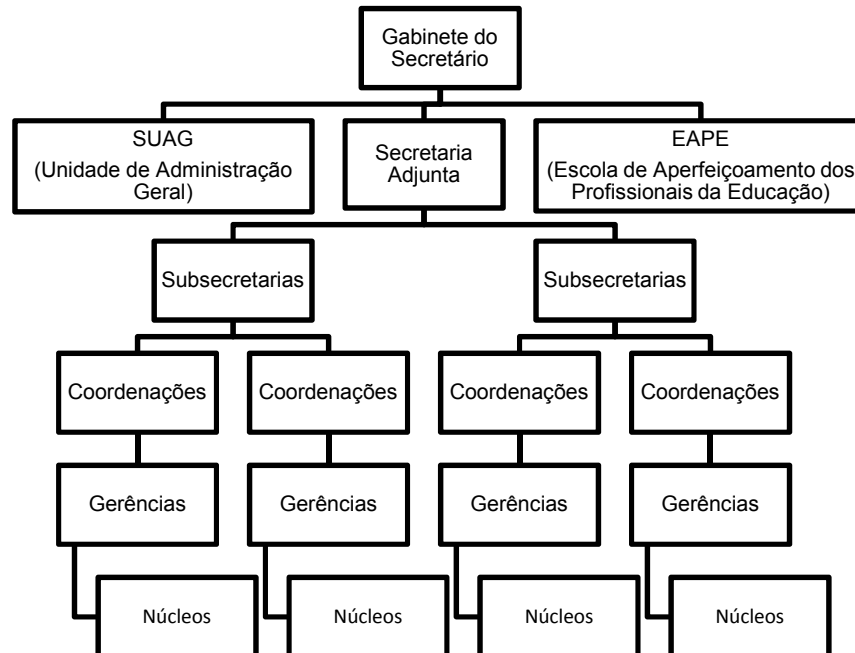 Gabinete do
Secretário
SUAG
(Unidade de Administração
Geral)
Secretaria
Adjunta
EAPE
(Escola de Aperfeiçoamento dos
Profissionais da Educação)
Subsecretarias
Subsecretarias
Coordenações
Coordenações
Coordenações
Coordenações
Gerências
Gerências
Gerências
Gerências
Núcleos
Núcleos
Núcleos
Núcleos